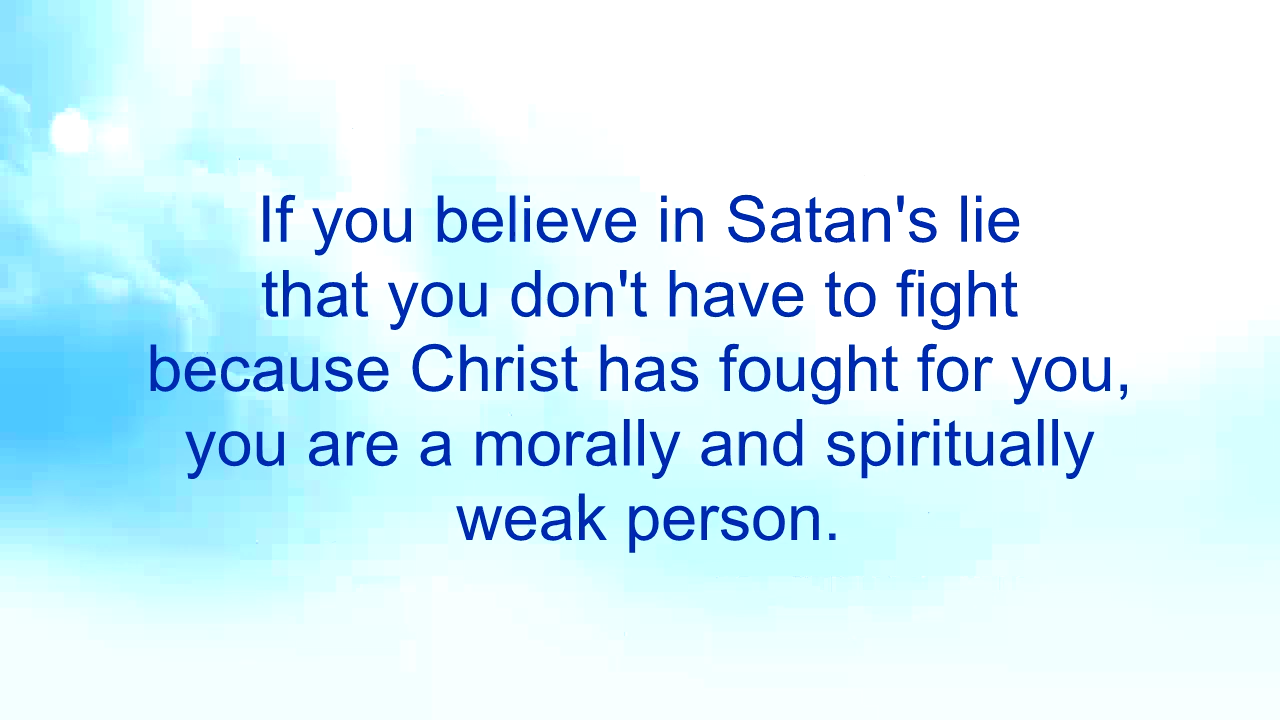 If you believe in Satan's lie
that you don't have to fight
because Christ has fought for you,
you are a morally and spiritually
weak person.